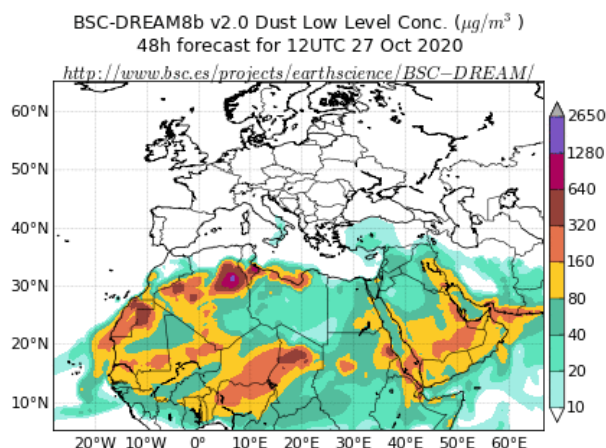 BSC-DREAM8b v2.0 Dust Low Level Conc. (μg/m³ )
48h forecast for 12UTC 27 Oct 2020
http://www.bsc.es/projects/earthscience/BSC−DREAM/
60°N
50°N
40°N
30°N
20°N
10°N
20°W 10°W 0° 10°E 20°E 30°E 40°E 50°E 60°E
2650
1280
640
320
160
80
40
20
10